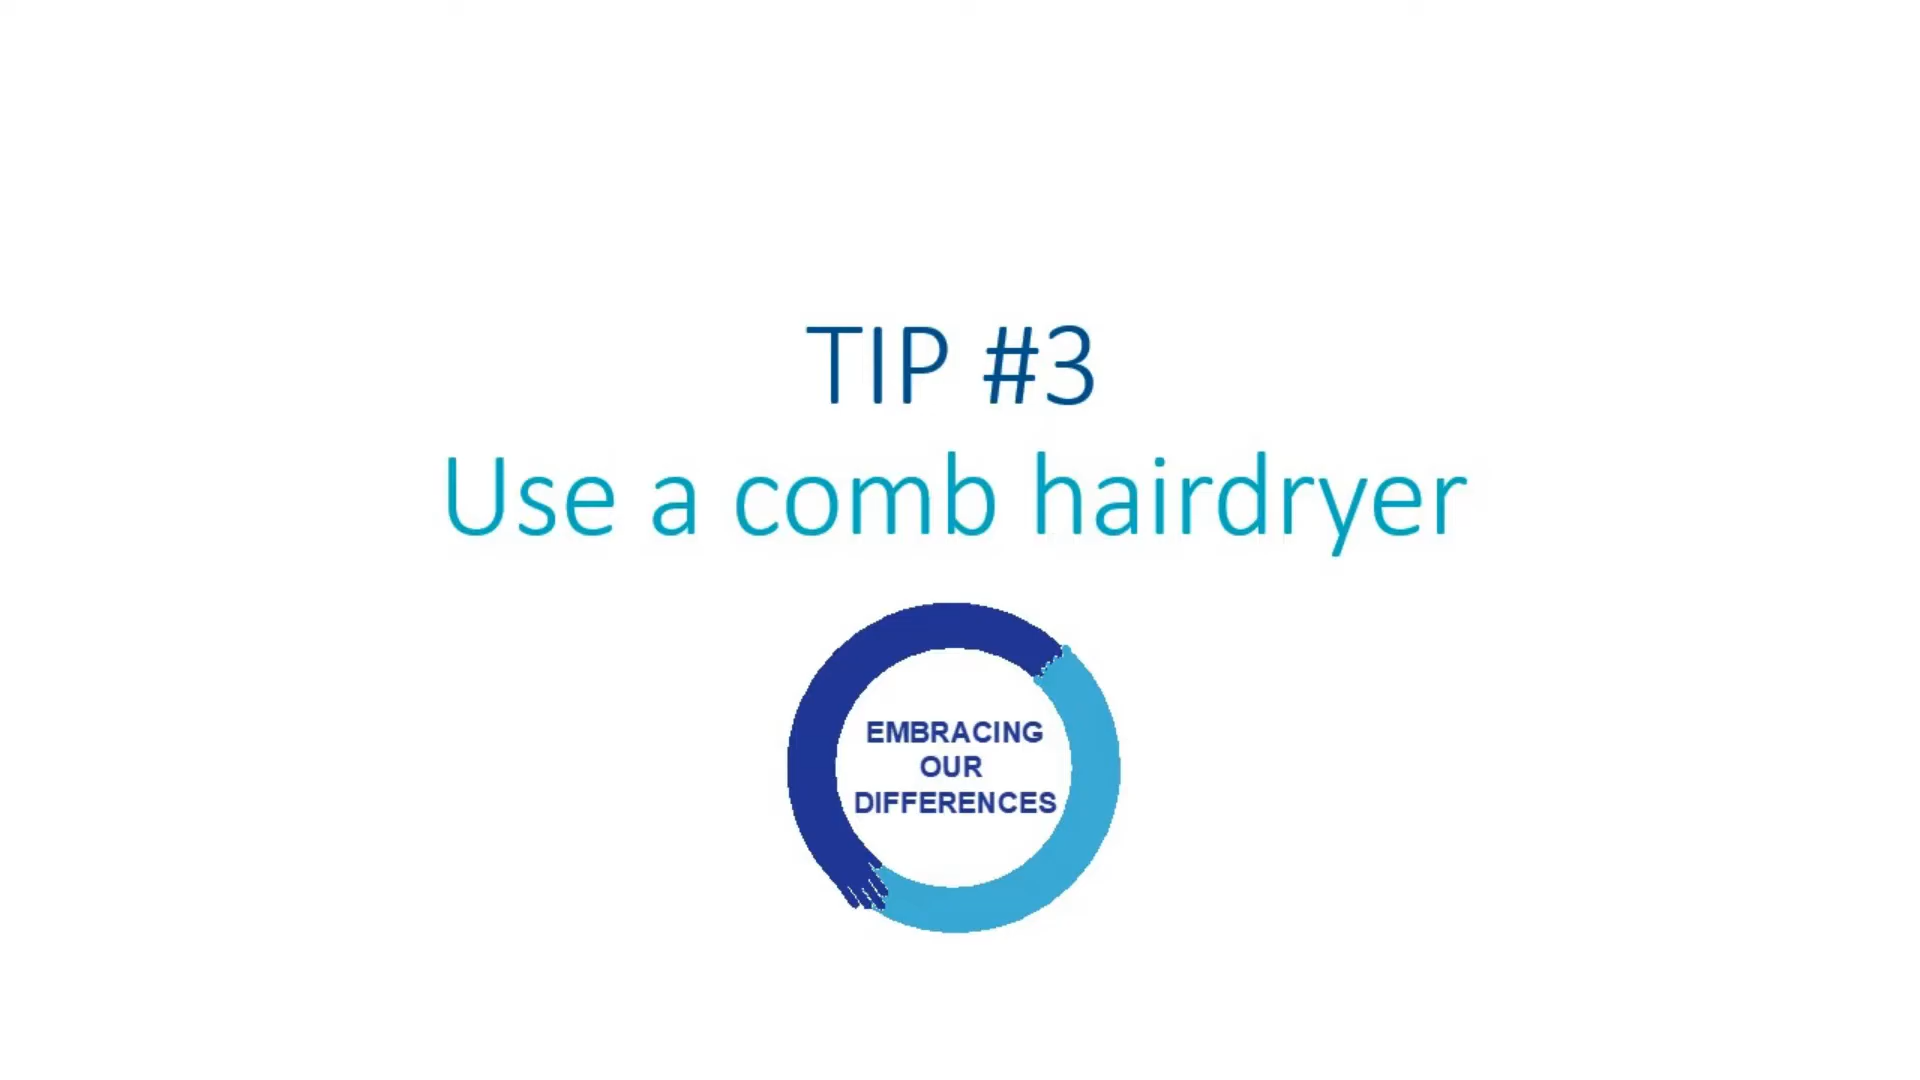 TIP #3
Use a comb hairdryer
EMBRACING
OUR
DIFFERENCES